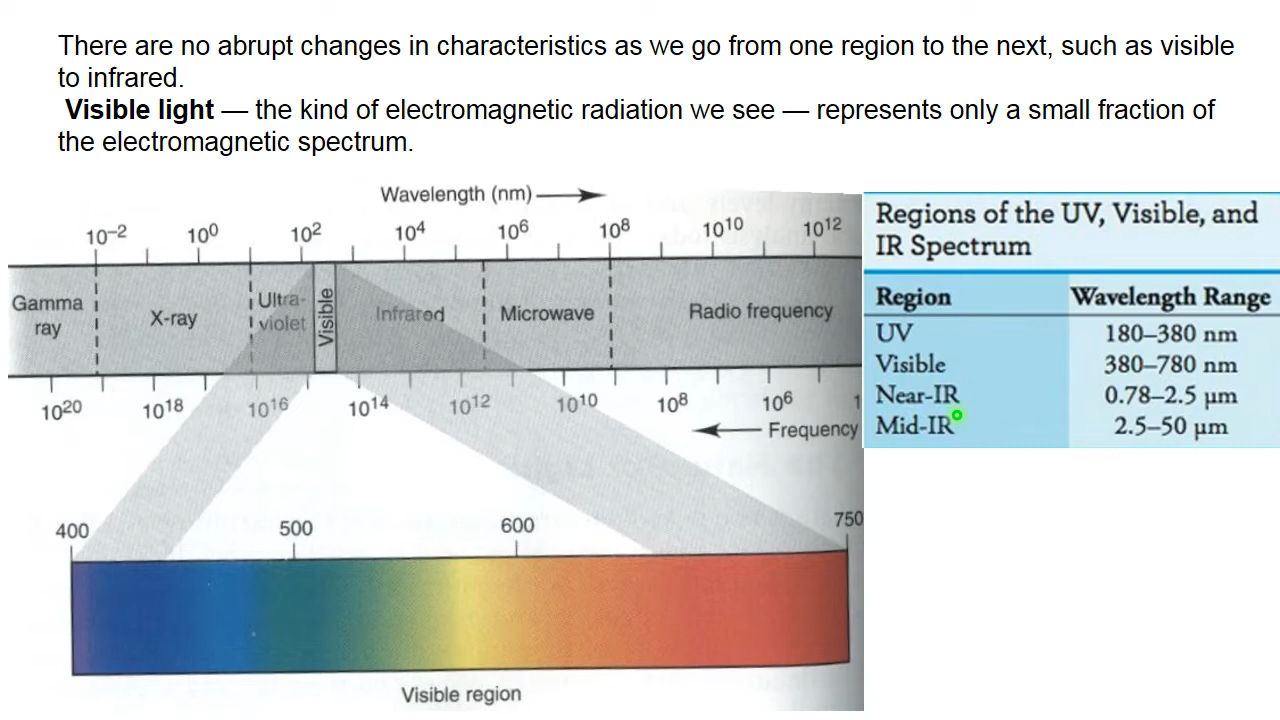 There are no abrupt changes in characteristics as we go from one region to the next, such as visible
to infrared.
Visible light — the kind of electromagnetic radiation we see — represents only a small fraction of
the electromagnetic spectrum.
Wavelength (nm)
10⁻² 10⁰ 10² 10⁴ 10⁶ 10⁸ 10¹⁰ 10¹²
Gamma
ray
X-ray
Ultra-
violet
Visible
Infrared
Microwave
Radio frequency
10²⁰ 10¹⁸ 10¹⁶ 10¹⁴ 10¹² 10¹⁰ 10⁸ 10⁶ 1
Frequency
400 500 600 750
Visible region
Regions of the UV, Visible, and
IR Spectrum
Region Wavelength Range
UV 180–380 nm
Visible 380–780 nm
Near-IR 0.78–2.5 µm
Mid-IR 2.5–50 µm